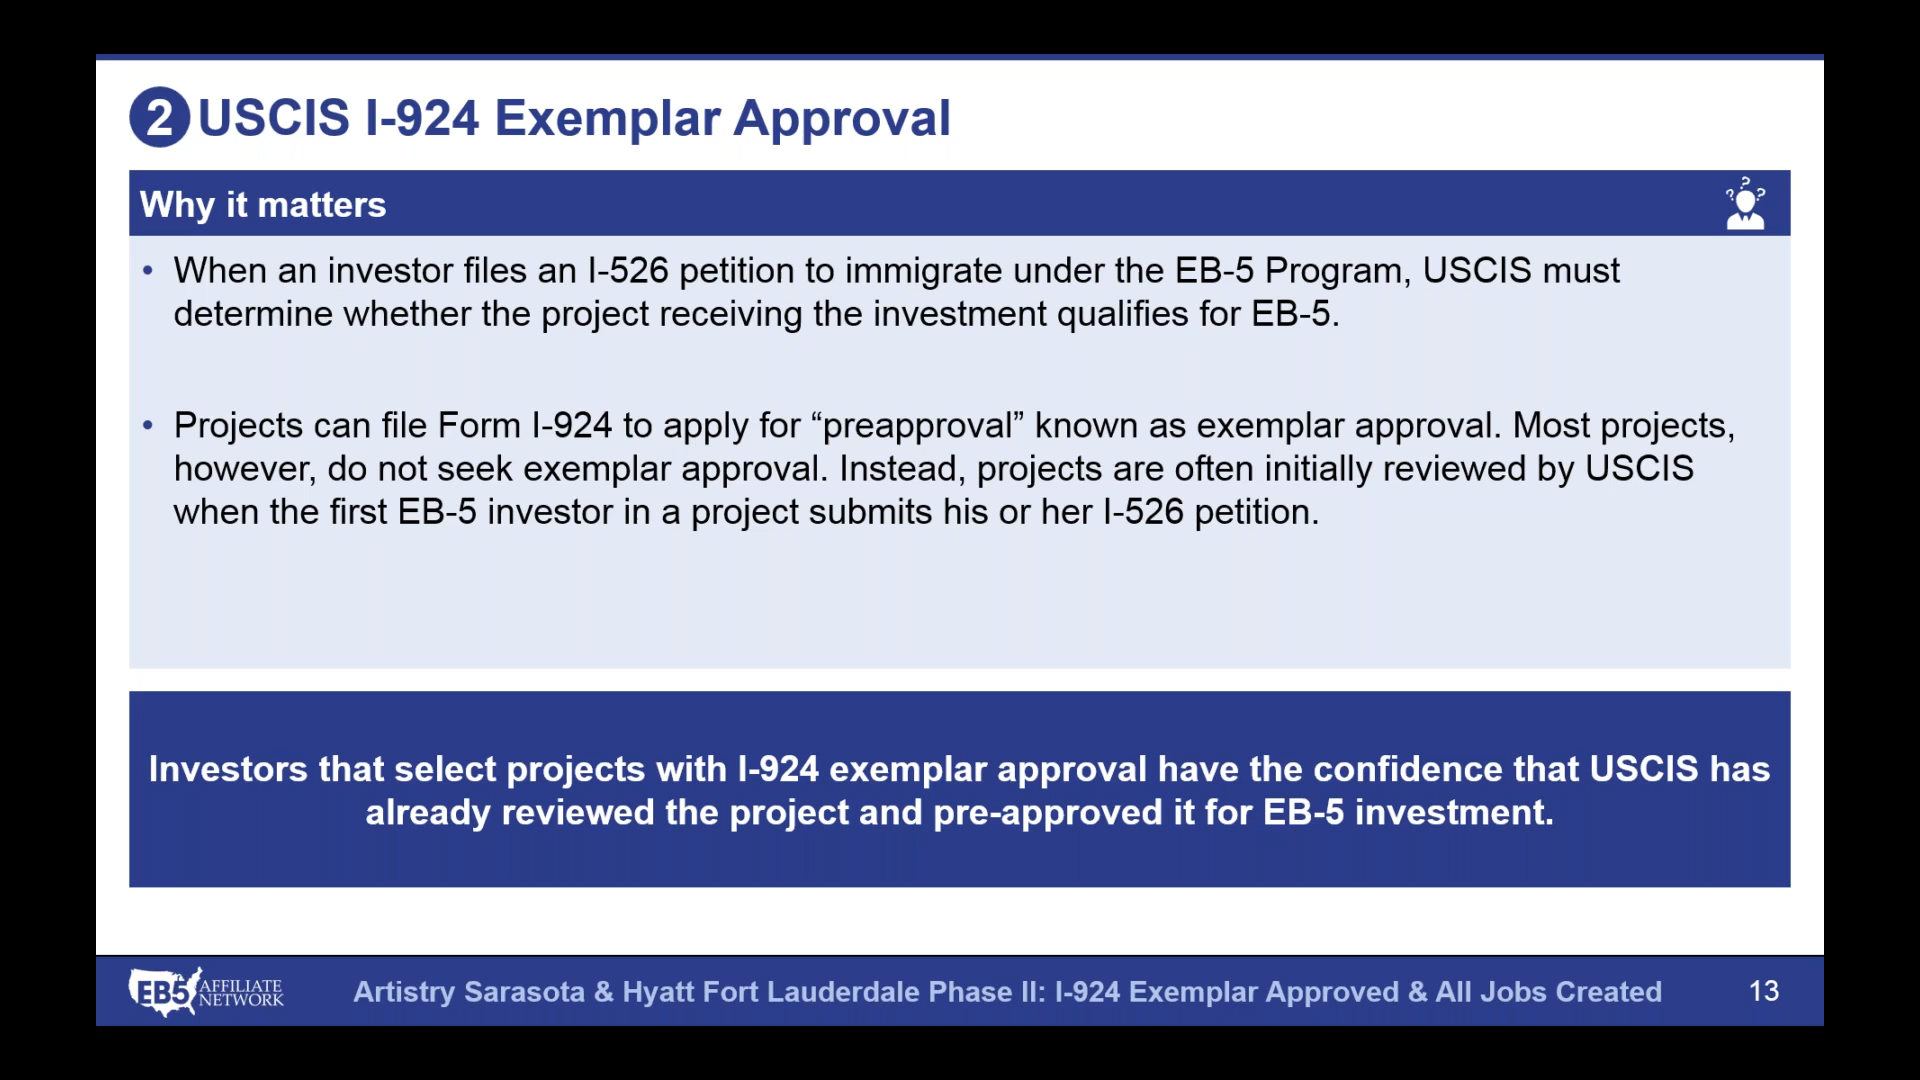 2 USCIS I-924 Exemplar Approval
Why it matters
• When an investor files an I-526 petition to immigrate under the EB-5 Program, USCIS must
determine whether the project receiving the investment qualifies for EB-5.
• Projects can file Form I-924 to apply for “preapproval” known as exemplar approval. Most projects,
however, do not seek exemplar approval. Instead, projects are often initially reviewed by USCIS
when the first EB-5 investor in a project submits his or her I-526 petition.
Investors that select projects with I-924 exemplar approval have the confidence that USCIS has
already reviewed the project and pre-approved it for EB-5 investment.
EB5 AFFILIATE
NETWORK
Artistry Sarasota & Hyatt Fort Lauderdale Phase II: I-924 Exemplar Approved & All Jobs Created
13